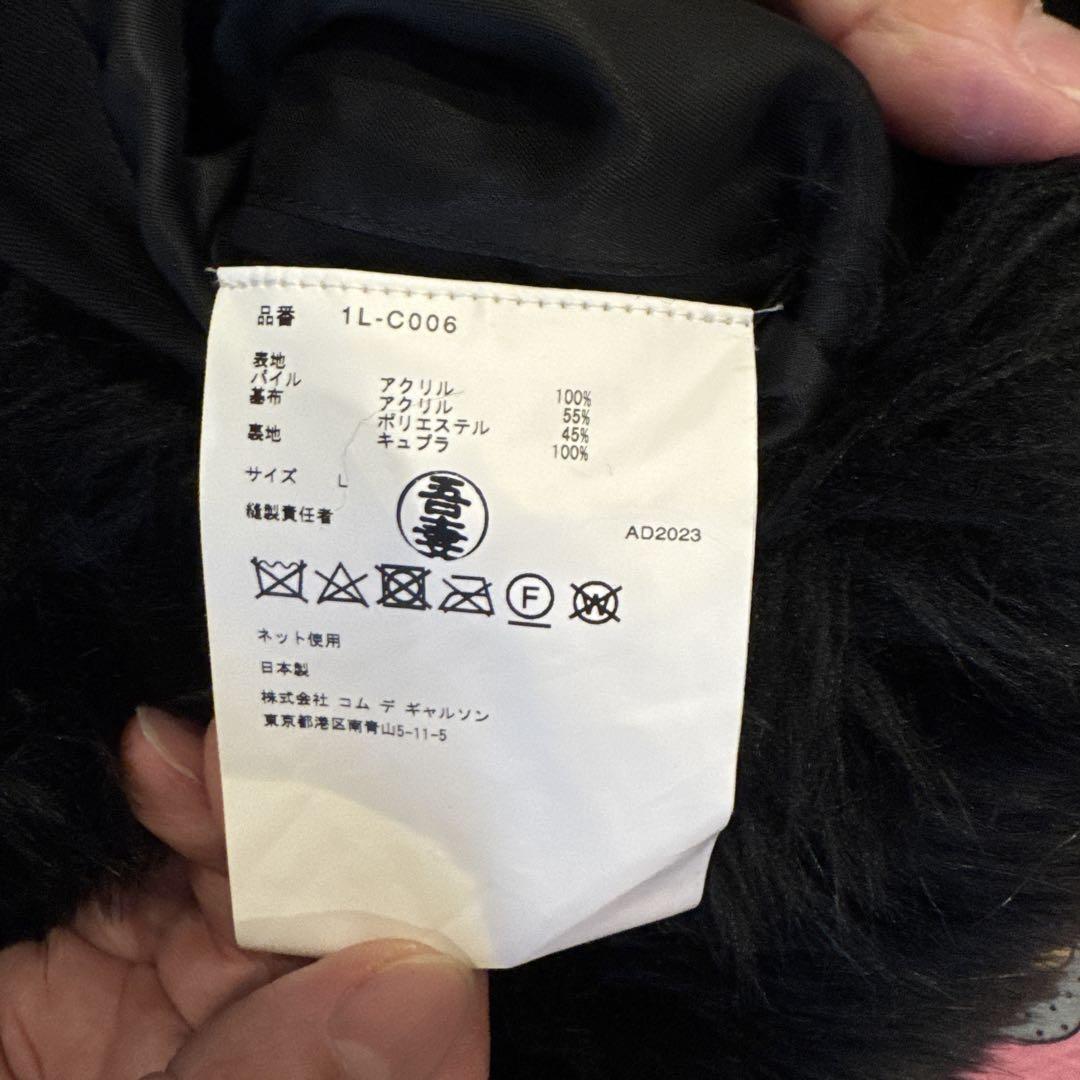 品番 1L-C006
表地
パイル アクリル 100%
基布 アクリル 55%
ポリエステル 45%
裏地 キュプラ 100%
サイズ L
縫製責任者 吾妻
AD2023
F W
ネット使用
日本製
株式会社 コム デ ギャルソン
東京都港区南青山5-11-5